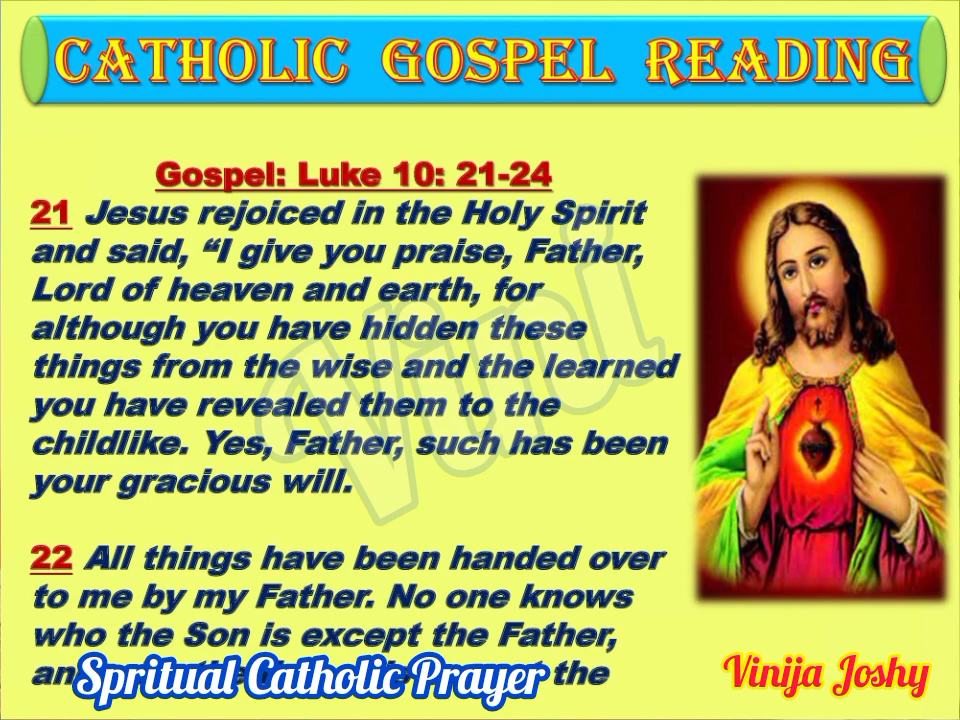 CATHOLIC GOSPEL READING
Gospel: Luke 10: 21-24
21 Jesus rejoiced in the Holy Spirit
and said, “I give you praise, Father,
Lord of heaven and earth, for
although you have hidden these
things from the wise and the learned
you have revealed them to the
childlike. Yes, Father, such has been
your gracious will.
22 All things have been handed over
to me by my Father. No one knows
who the Son is except the Father,
the
Spritual Catholic Prayer
Vinija Joshy
Vini